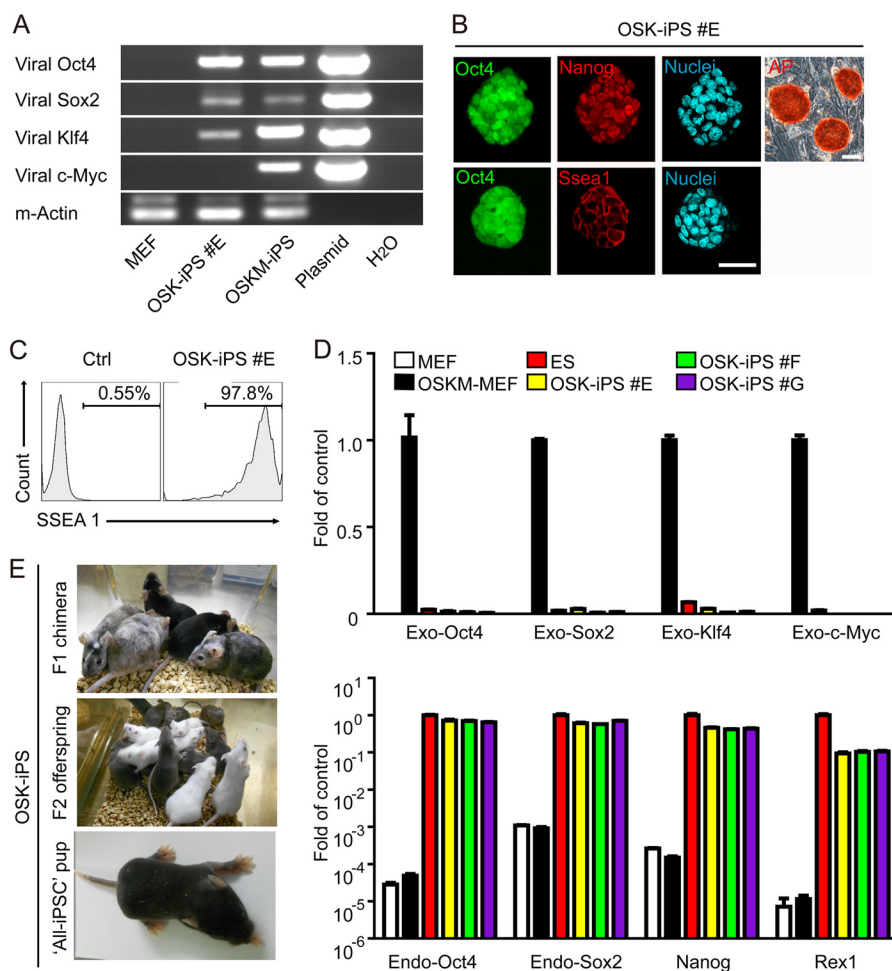 A
Viral Oct4
Viral Sox2
Viral Klf4
Viral c-Myc
m-Actin
MEF
OSK-iPS #E
OSKM-iPS
Plasmid
H2O
B
OSK-iPS #E
Oct4
Nanog
Nuclei
AP
Oct4
Ssea1
Nuclei
C
Ctrl
OSK-iPS #E
0.55%
97.8%
Count
SSEA 1
D
MEF
ES
OSK-iPS #F
OSKM-MEF
OSK-iPS #E
OSK-iPS #G
Fold of control
1.5
1.0
0.5
0
Exo-Oct4
Exo-Sox2
Exo-Klf4
Exo-c-Myc
Fold of control
10^1
10^0
10^-1
10^-2
10^-3
10^-4
10^-5
10^-6
Endo-Oct4
Endo-Sox2
Nanog
Rex1
E
OSK-iPS
F1 chimera
F2 offerspring
'All-iPSC' pup